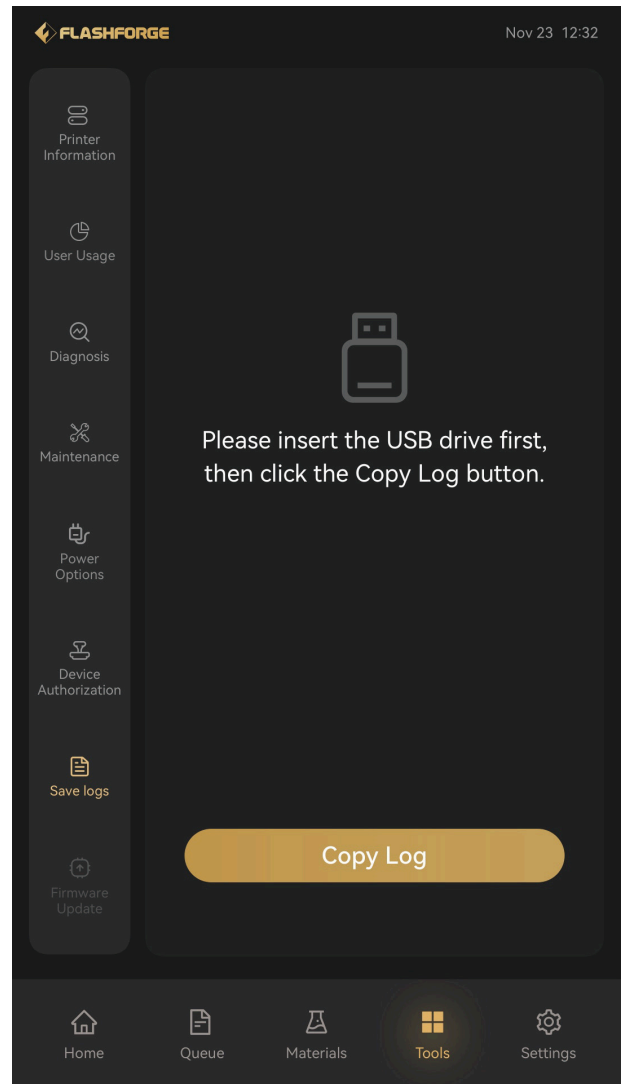 FLASHFORGE
Nov 23 12:32
Printer
Information
User Usage
Diagnosis
Maintenance
Power
Options
Device
Authorization
Save logs
Firmware
Update
Please insert the USB drive first,
then click the Copy Log button.
Copy Log
Home
Queue
Materials
Tools
Settings